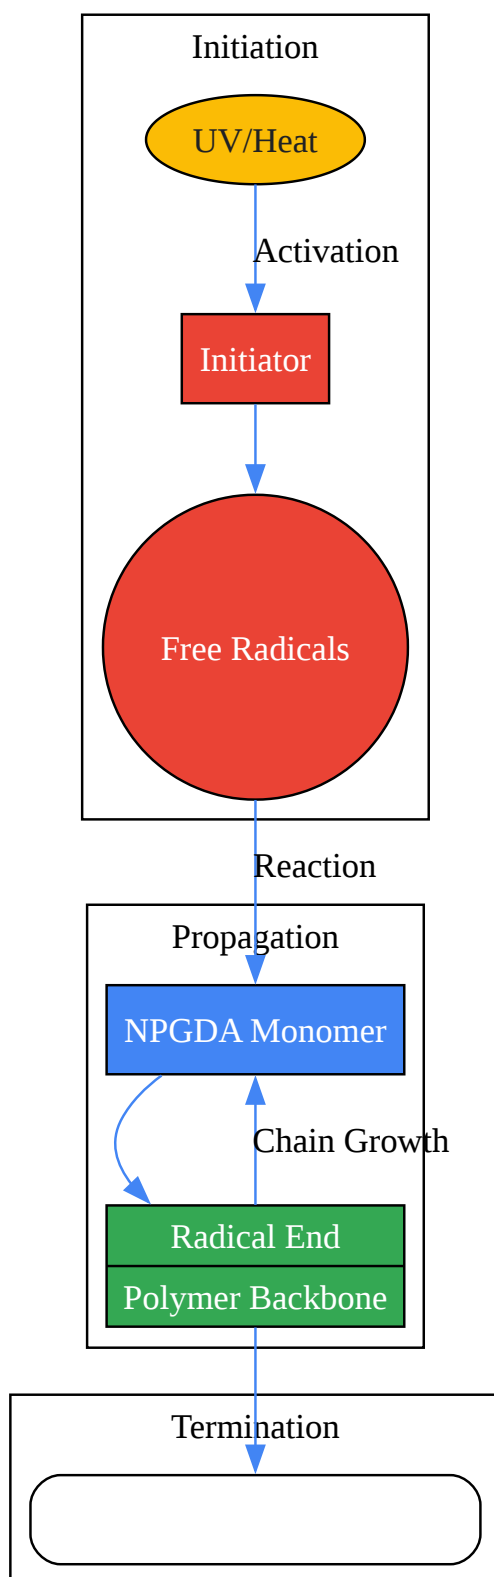 Initiation
UV/Heat
Activation
Initiator
Free Radicals
Reaction
Propagation
NPGDA Monomer
Chain Growth
Radical End
Polymer Backbone
Termination